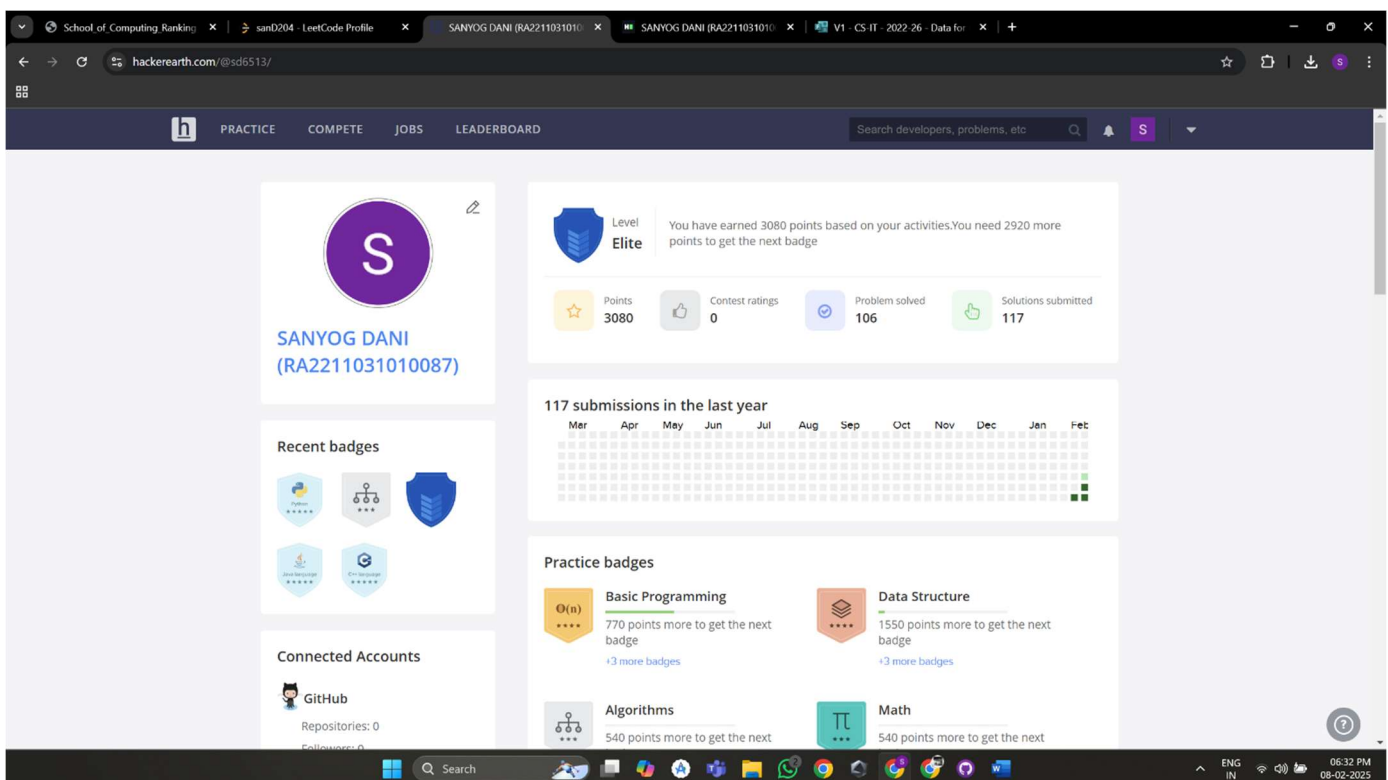 School_of_Computing_Ranking
sanD204 - LeetCode Profile
SANYOG DANI (RA2211031010
SANYOG DANI (RA2211031010
V1 - CS-IT - 2022-26 - Data for
hackerearth.com/@sd6513/
S
h
PRACTICE
COMPETE
JOBS
LEADERBOARD
Search developers, problems, etc
S
S
SANYOG DANI
(RA2211031010087)
Level
Elite
You have earned 3080 points based on your activities.You need 2920 more
points to get the next badge
Points
3080
Contest ratings
0
Problem solved
106
Solutions submitted
117
117 submissions in the last year
Mar Apr May Jun Jul Aug Sep Oct Nov Dec Jan Feb
Recent badges
Python
Java language
C++ language
Practice badges
Θ(n)
Basic Programming
770 points more to get the next
badge
+3 more badges
Data Structure
1550 points more to get the next
badge
+3 more badges
Algorithms
540 points more to get the next
π
Math
540 points more to get the next
Connected Accounts
GitHub
Repositories: 0
Followers: 0
Search
ENG
IN
06:32 PM
08-02-2025